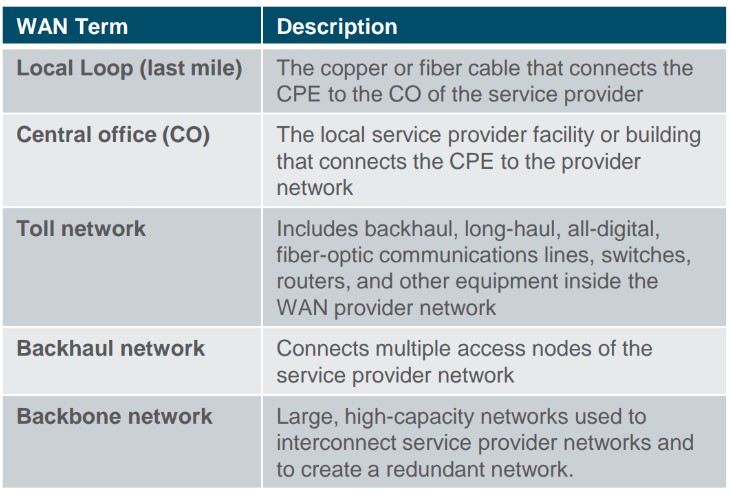 WAN Term
Description
Local Loop (last mile)
The copper or fiber cable that connects the
CPE to the CO of the service provider
Central office (CO)
The local service provider facility or building
that connects the CPE to the provider
network
Toll network
Includes backhaul, long-haul, all-digital,
fiber-optic communications lines, switches,
routers, and other equipment inside the
WAN provider network
Backhaul network
Connects multiple access nodes of the
service provider network
Backbone network
Large, high-capacity networks used to
interconnect service provider networks and
to create a redundant network.